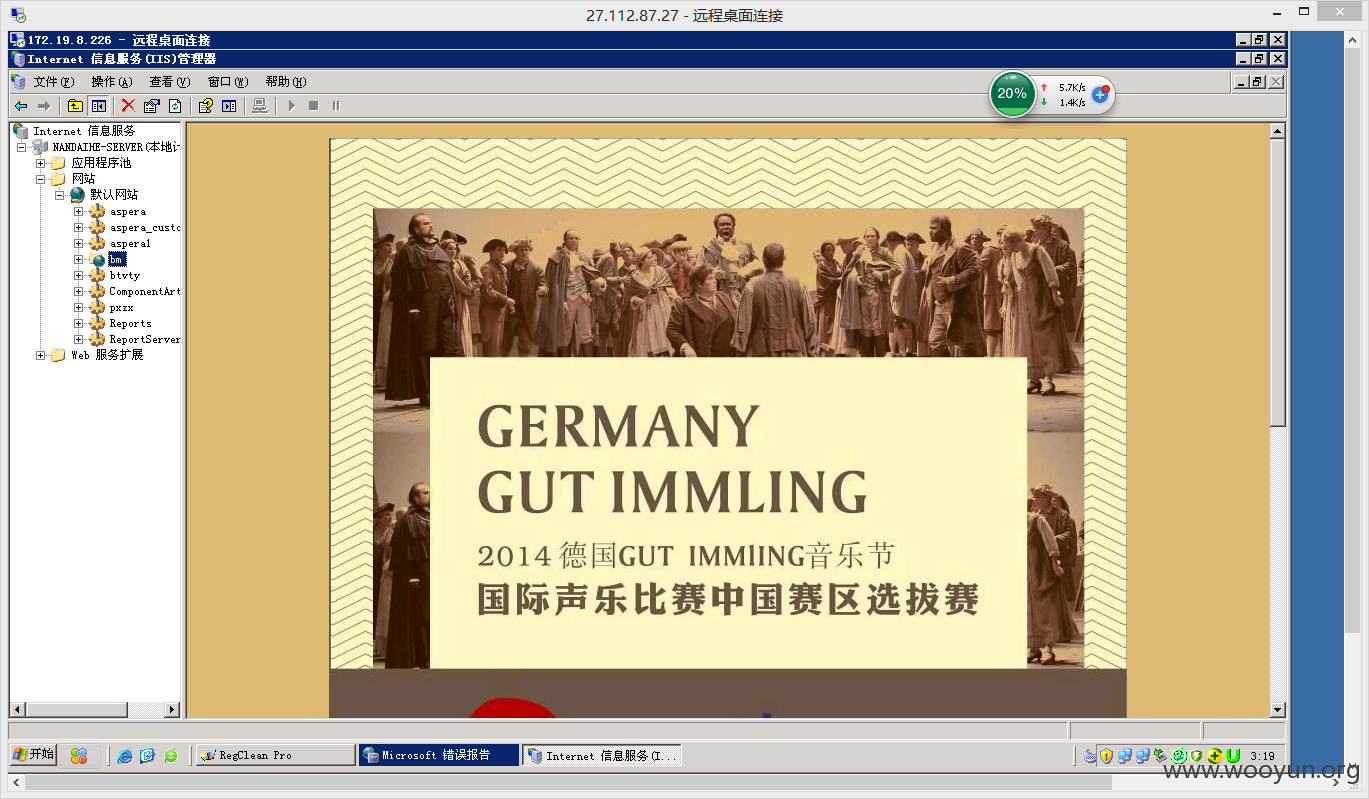 27.112.87.27 - 远程桌面连接
172.19.8.226 - 远程桌面连接
Internet 信息服务(IIS)管理器
文件(F) 操作(A) 查看(V) 窗口(W) 帮助(H)
20%
5.7K/s
1.4K/s
Internet 信息服务
NANDAIHE-SERVER(本地计
应用程序池
网站
默认网站
aspera
aspera_custo
aspera1
bm
btvty
ComponentArt
pxzx
Reports
ReportServer
Web 服务扩展
GERMANY
GUT IMMLING
2014 德国GUT IMMlING音乐节
国际声乐比赛中国赛区选拔赛
开始
RegClean Pro
Microsoft 错误报告
Internet 信息服务(I...
3:19
www.wooyun.org